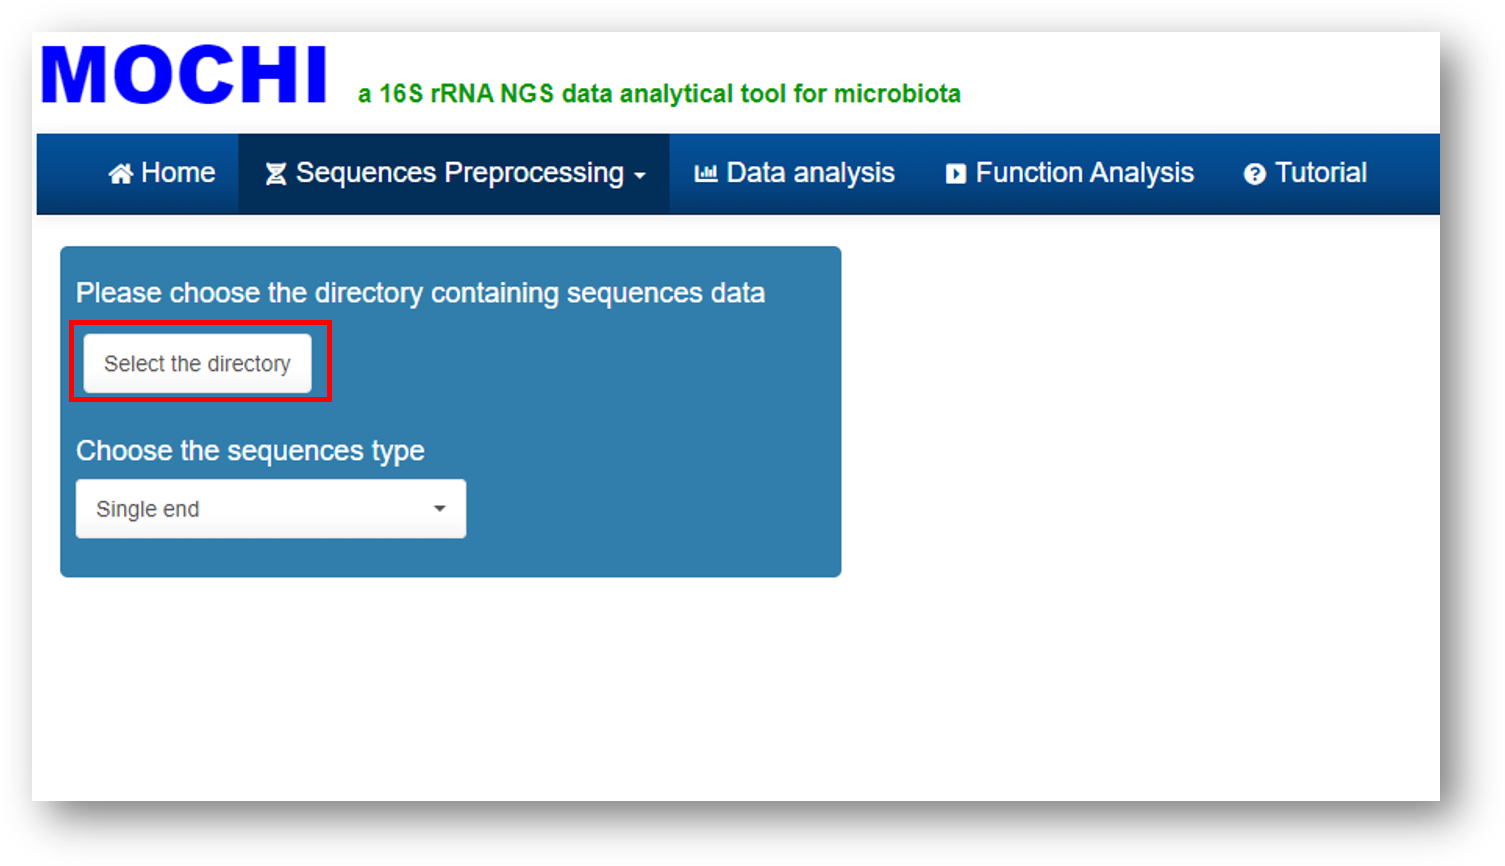 MOCHI a 16S rRNA NGS data analytical tool for microbiota
Home Sequences Preprocessing Data analysis Function Analysis Tutorial
Please choose the directory containing sequences data
Select the directory
Choose the sequences type
Single end